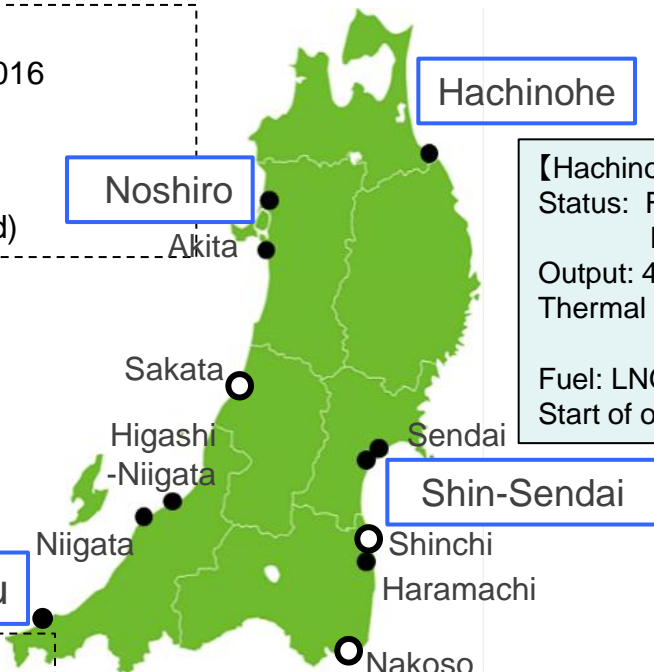 016
Hachinohe
【Hachino
Noshiro
Status: F
d)
Akita
Output: 4
Thermal
Sakata
Fuel: LN
Start of o
Higashi
-Niigata
Sendai
Shin-Sendai
Niigata
Shinchi
u
Haramachi
Nakoso